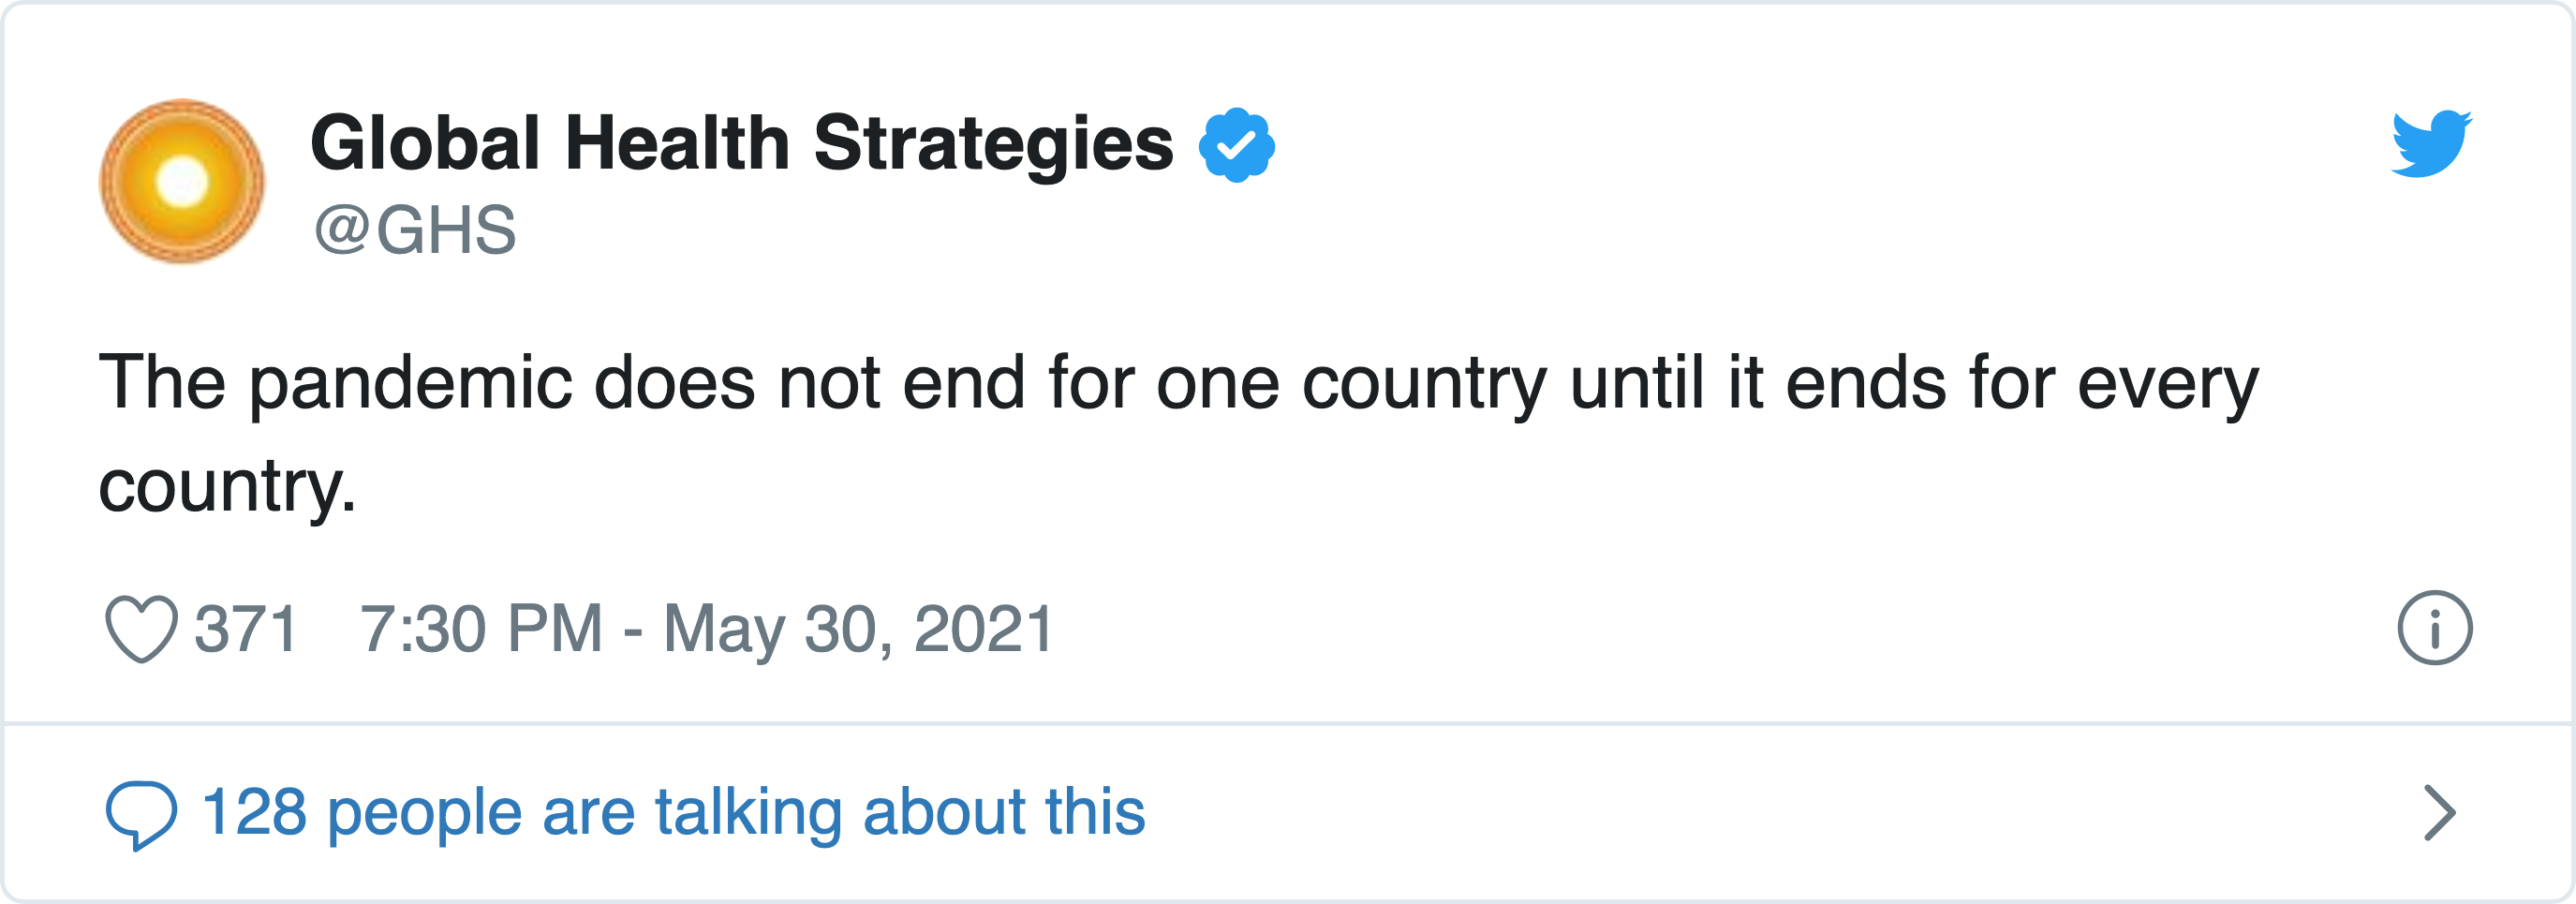 Global Health Strategies
@GHS
The pandemic does not end for one country until it ends for every
country.
371 7:30 PM - May 30, 2021
128 people are talking about this